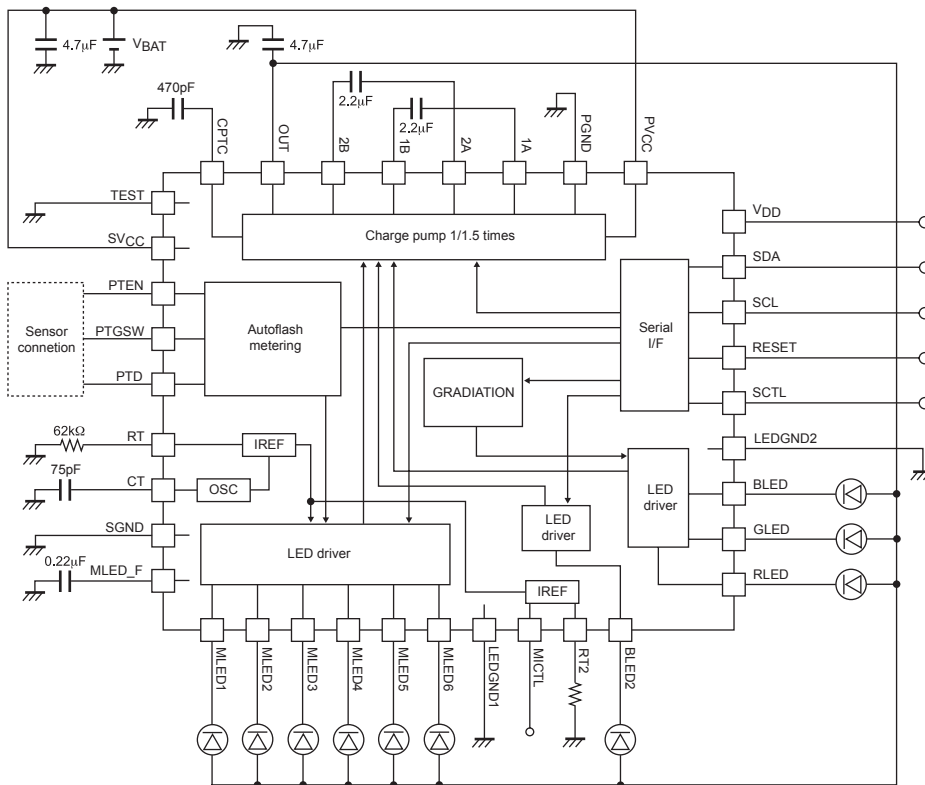 4.7μF
VBAT
4.7μF
470pF
2.2μF
2.2μF
CPTC
OUT
2B
1B
2A
1A
PGND
PVCC
TEST
SVCC
PTEN
PTGSW
PTD
Sensor
connetion
Autoflash
metering
Charge pump 1/1.5 times
Serial
I/F
GRADIATION
VDD
SDA
SCL
RESET
SCTL
LEDGND2
BLED
GLED
RLED
62kΩ
RT
75pF
CT
SGND
0.22μF
MLED_F
IREF
OSC
LED driver
LED
driver
LED
driver
IREF
MLED1
MLED2
MLED3
MLED4
MLED5
MLED6
LEDGND1
MICTL
RT2
BLED2